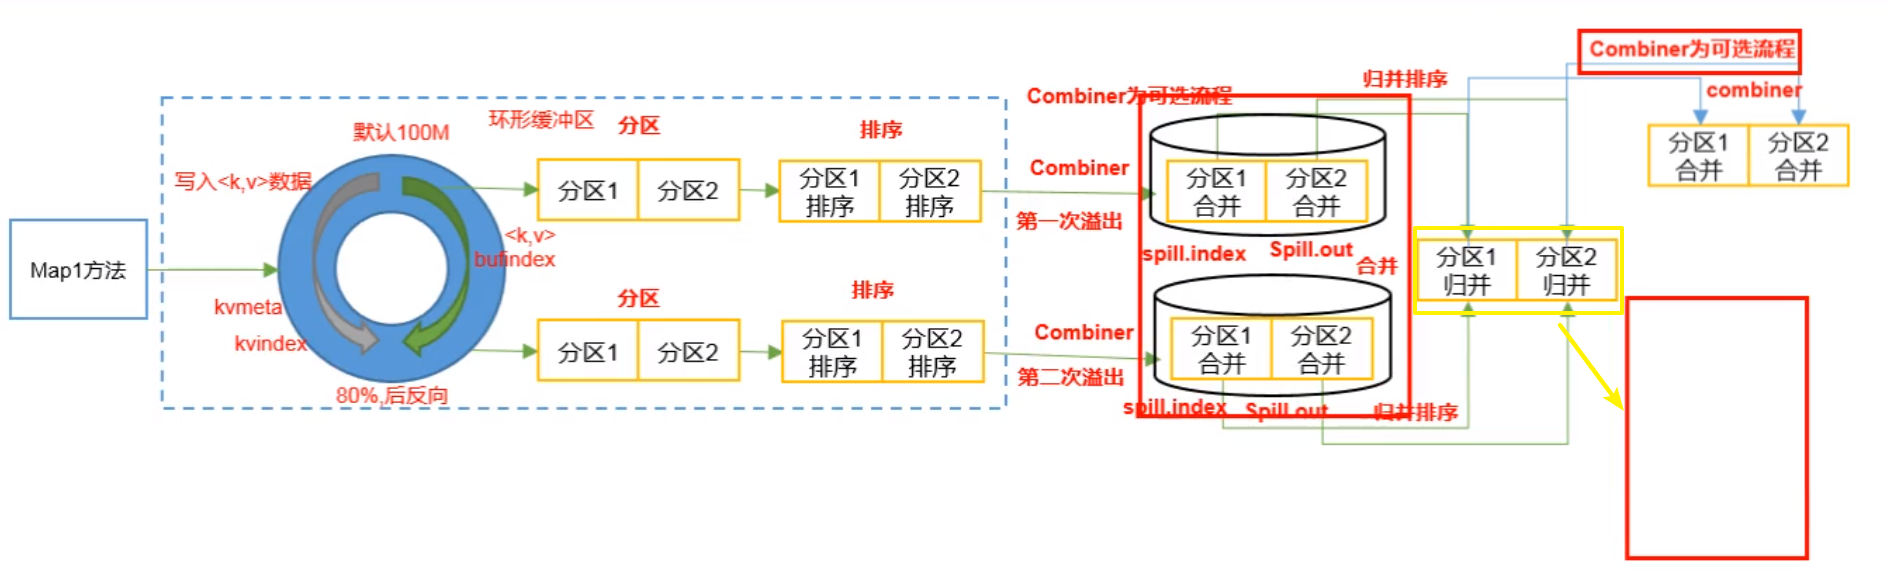 Combiner为可选流程
归并排序
combiner
Combiner为可选流程
环形缓冲区
分区
排序
默认100M
分区1
合并
分区2
合并
写入<k,v>数据
分区1
分区2
分区1
排序
分区2
排序
Combiner
第一次溢出
分区1
合并
分区2
合并
<k,v>
bufindex
spill.index
Spill.out
合并
分区1
归并
分区2
归并
Map1方法
kvmeta
kvindex
分区
排序
分区1
分区2
分区1
排序
分区2
排序
Combiner
第二次溢出
分区1
合并
分区2
合并
80%,后反向
spill.index
Spill.out
归并排序